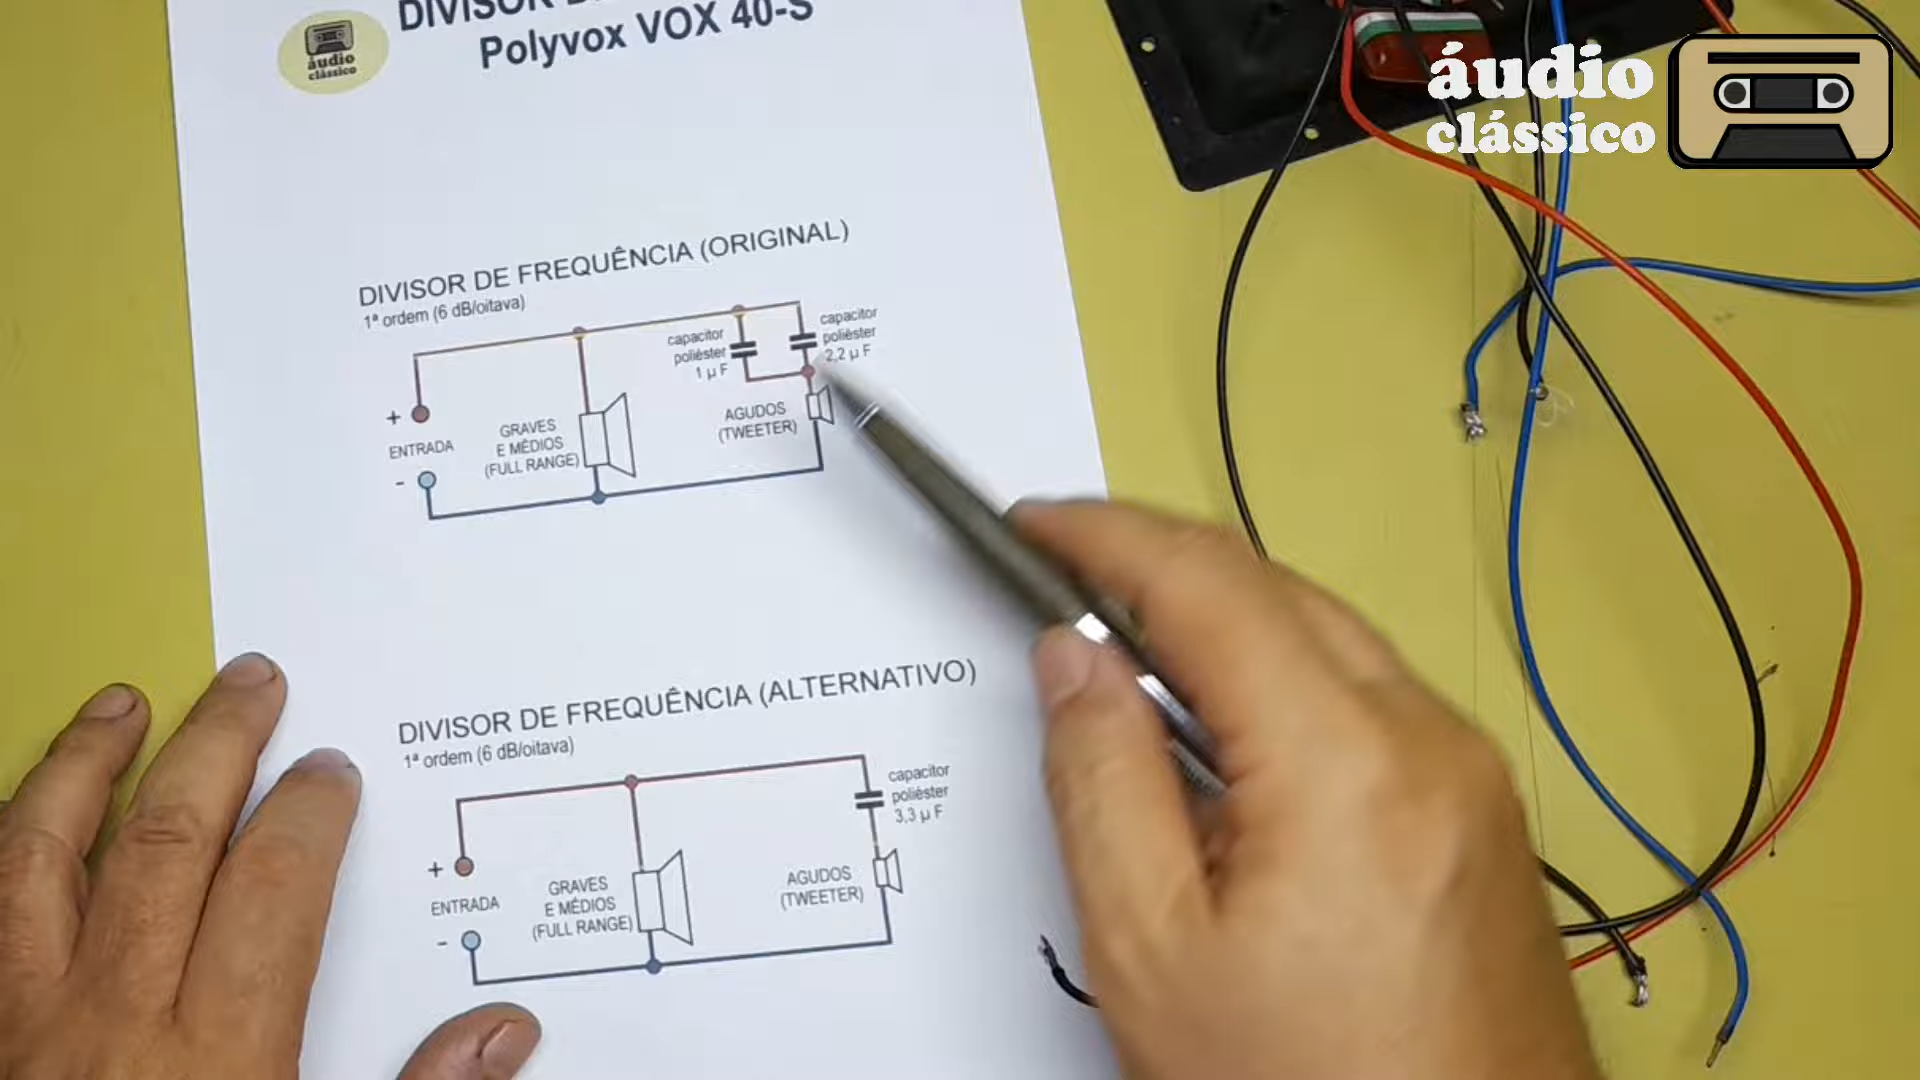 DIVISOR
Polyvox VOX 40-S
áudio
clássico
áudio
clássico
DIVISOR DE FREQUÊNCIA (ORIGINAL)
1ª ordem (6 dB/oitava)
capacitor
poliéster
1 µ F
capacitor
poliéster
2,2 µ F
+
ENTRADA
-
GRAVES
E MÉDIOS
(FULL RANGE)
AGUDOS
(TWEETER)
DIVISOR DE FREQUÊNCIA (ALTERNATIVO)
1ª ordem (6 dB/oitava)
capacitor
poliéster
3,3 µ F
+
ENTRADA
-
GRAVES
E MÉDIOS
(FULL RANGE)
AGUDOS
(TWEETER)